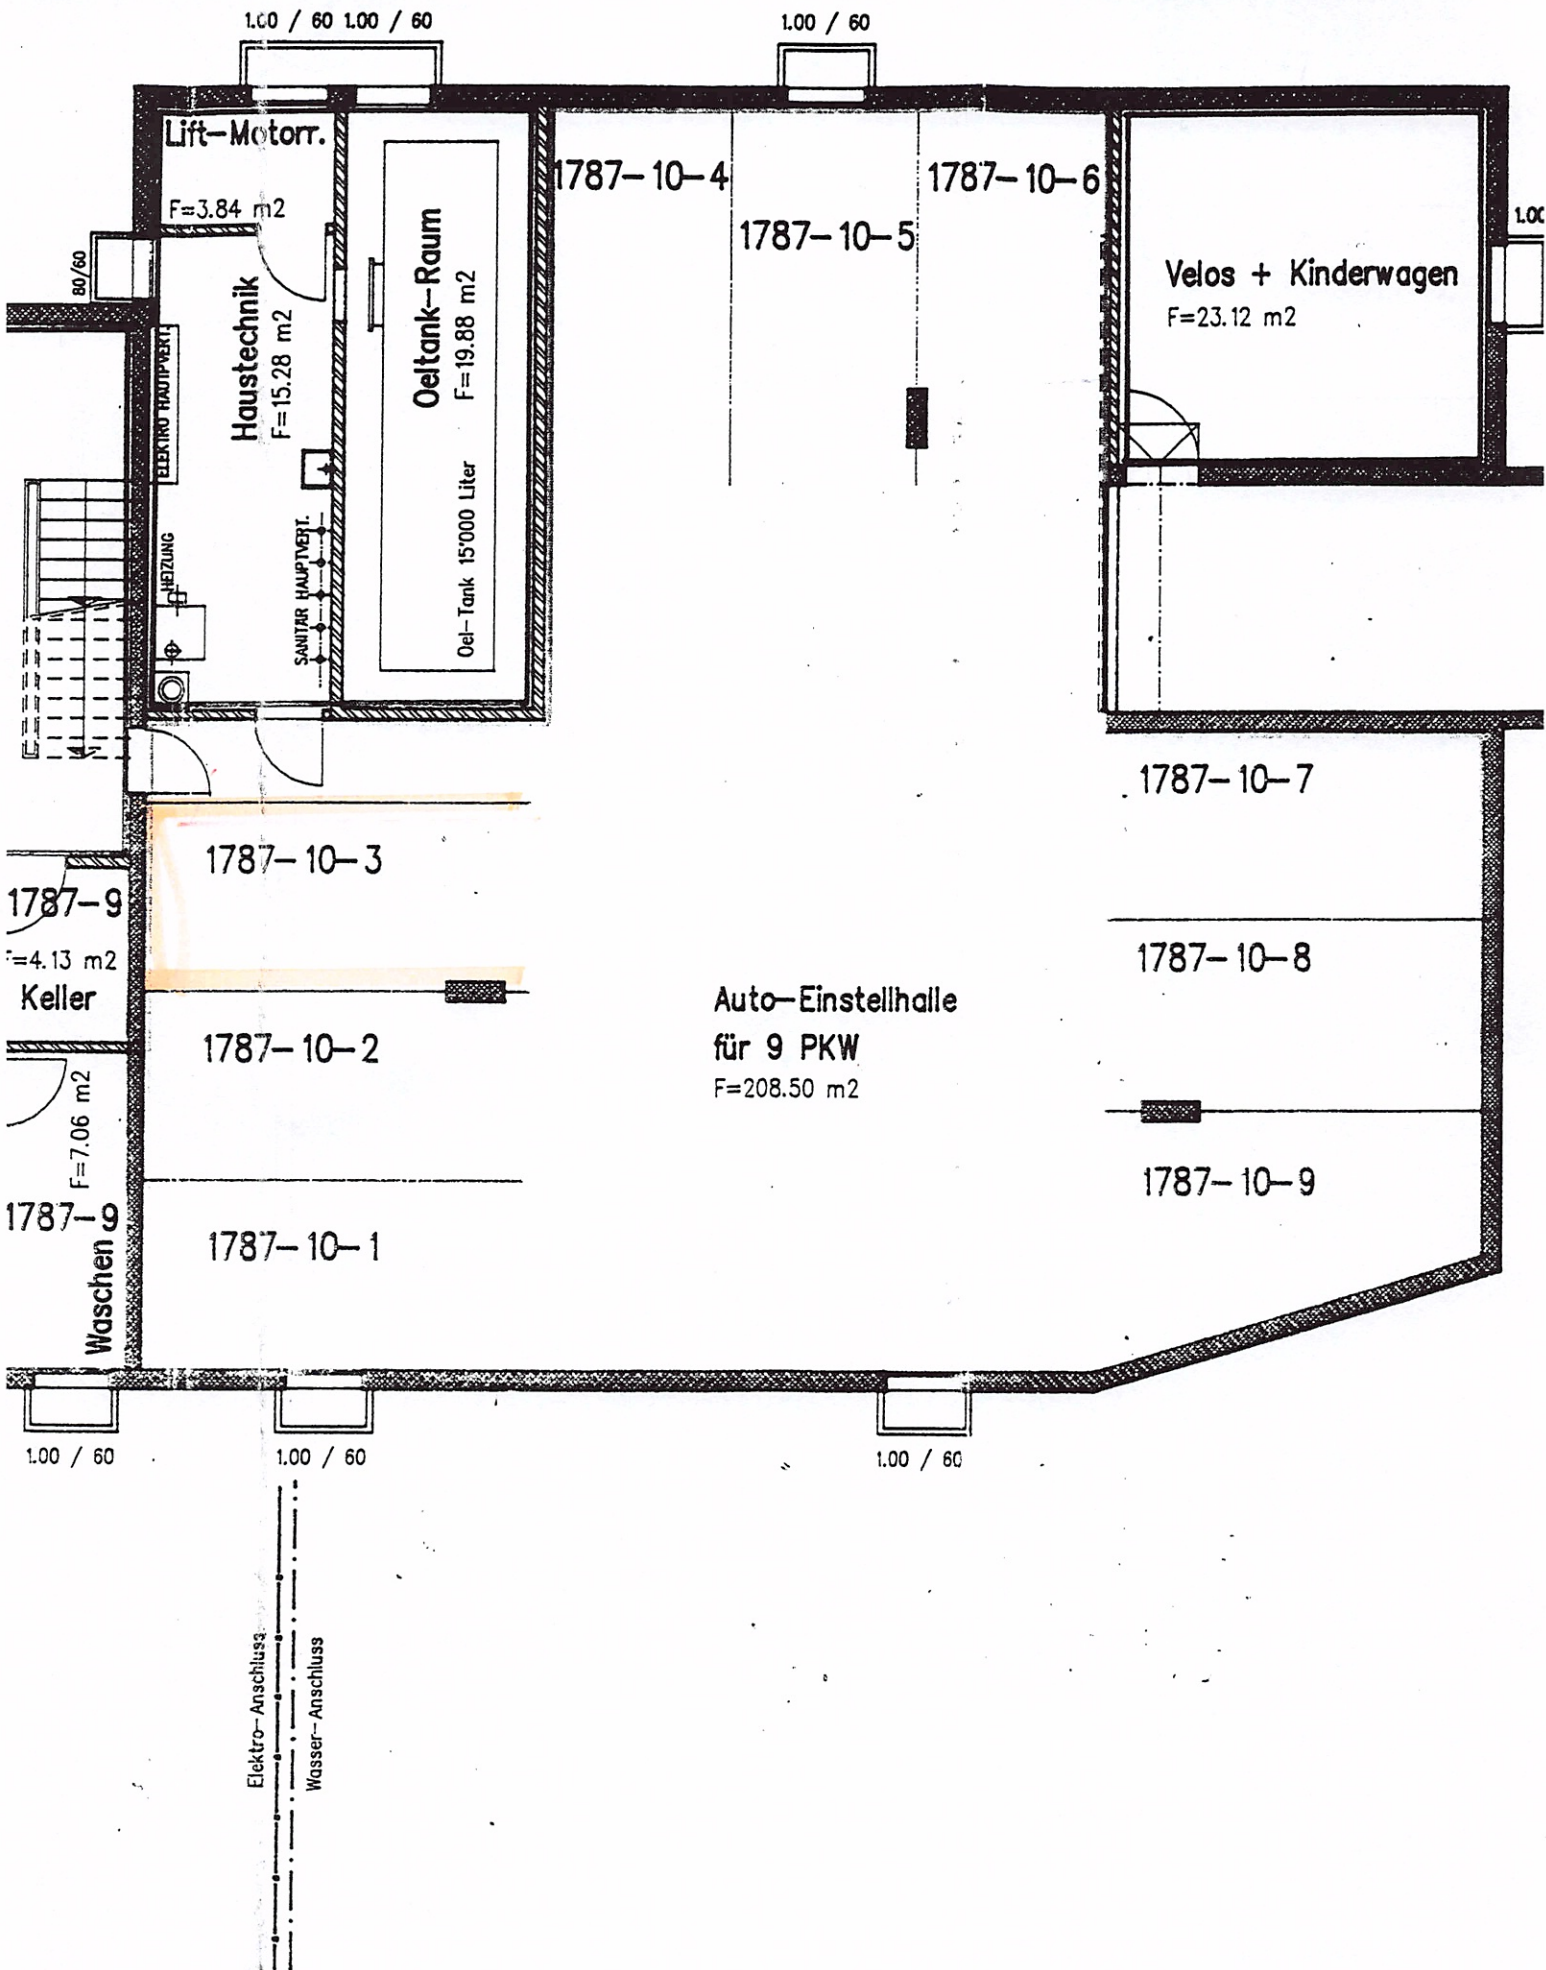 1.00 / 60 1.00 / 60
1.00 / 60
Lift-Motorr.
F=3.84 m2
80/60
Haustechnik
F=15.28 m2
ELEKTRO HAUPTVERT.
HEIZUNG
SANITAR HAUPTVERT.
Oeltank-Raum
F=19.88 m2
Oel-Tank 15'000 Liter
1787-10-4
1787-10-5
1787-10-6
Velos + Kinderwagen
F=23.12 m2
1.00
1787-10-7
1787-10-3
1787-9
=4.13 m2
Keller
1787-10-8
Auto-Einstellhalle
für 9 PKW
F=208.50 m2
1787-10-2
F=7.06 m2
1787-9
Waschen
1787-10-9
1787-10-1
1.00 / 60
1.00 / 60
1.00 / 60
Elektro-Anschluss
Wasser-Anschluss